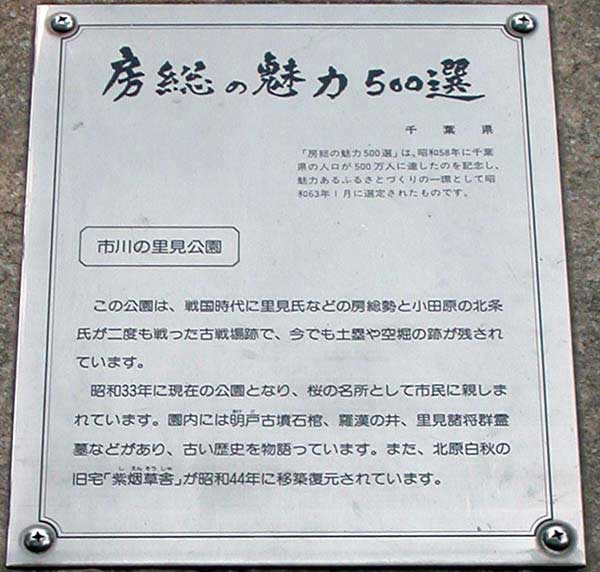 房総の魅力500選
千葉県
「房総の魅力500選」は、昭和58年に千葉
県の人口が500万人に達したのを記念し、
魅力あるふるさとづくりの一環として昭
和63年1月に選定されたものです。
市川の里見公園
この公園は、戦国時代に里見氏などの房総勢と小田原の北条
氏が二度も戦った古戦場跡で、今でも土塁や空堀の跡が残され
ています。
昭和33年に現在の公園となり、桜の名所として市民に親しま
れています。園内には明戸古墳石棺、羅漢の井、里見諸将群霊
墓などがあり、古い歴史を物語っています。また、北原白秋の
旧宅「紫烟草舎」が昭和44年に移築復元されています。